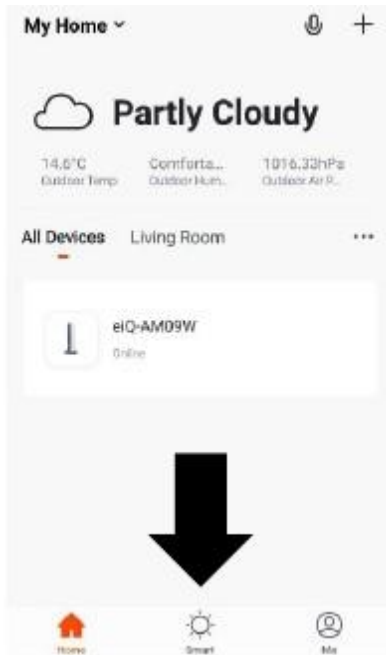 My Home
Partly Cloudy
14.6°C Comforta... 1016.33hPa
Outdoor Temp Outdoor Hum... Outdoor Air P...
All Devices Living Room ...
eiQ-AM09W
Online
Home Smart Me